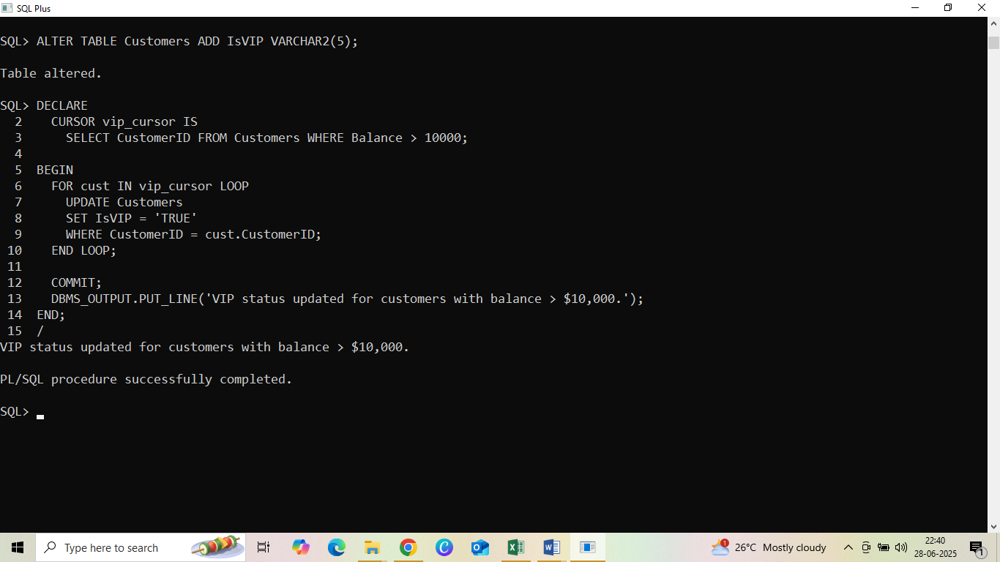 SQL Plus
SQL> ALTER TABLE Customers ADD IsVIP VARCHAR2(5);
Table altered.
SQL> DECLARE
  2    CURSOR vip_cursor IS
  3      SELECT CustomerID FROM Customers WHERE Balance > 10000;
  4
  5  BEGIN
  6    FOR cust IN vip_cursor LOOP
  7      UPDATE Customers
  8      SET IsVIP = 'TRUE'
  9      WHERE CustomerID = cust.CustomerID;
 10    END LOOP;
 11
 12    COMMIT;
 13    DBMS_OUTPUT.PUT_LINE('VIP status updated for customers with balance > $10,000.');
 14  END;
 15  /
VIP status updated for customers with balance > $10,000.
PL/SQL procedure successfully completed.
SQL>
Type here to search
1
26°C Mostly cloudy
22:40
28-06-2025
1